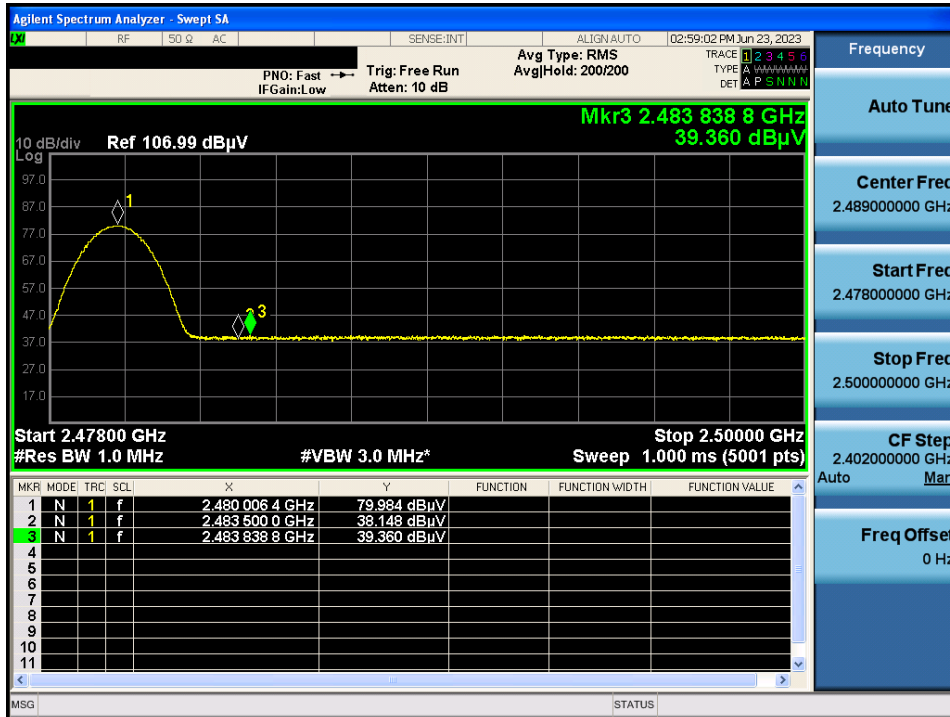 Agilent Spectrum Analyzer - Swept SA
LXI RF 50 Ω AC SENSE:INT ALIGN AUTO 02:59:02 PM Jun 23, 2023
PNO: Fast
IFGain:Low
Trig: Free Run
Atten: 10 dB
Avg Type: RMS
Avg|Hold: 200/200
TRACE 1 2 3 4 5 6
TYPE A WWWWW
DET A P S N N N
Mkr3 2.483 838 8 GHz
39.360 dBµV
10 dB/div Ref 106.99 dBµV
Log
97.0
87.0
77.0
67.0
57.0
47.0
37.0
27.0
17.0
1
3
Start 2.47800 GHz Stop 2.50000 GHz
#Res BW 1.0 MHz #VBW 3.0 MHz* Sweep 1.000 ms (5001 pts)
MKR MODE TRC SCL X Y FUNCTION FUNCTION WIDTH FUNCTION VALUE
1 N 1 f 2.480 006 4 GHz 79.984 dBµV
2 N 1 f 2.483 500 0 GHz 38.148 dBµV
3 N 1 f 2.483 838 8 GHz 39.360 dBµV
4
5
6
7
8
9
10
11
MSG STATUS
Frequency
Auto Tune
Center Freq
2.489000000 GHz
Start Freq
2.478000000 GHz
Stop Freq
2.500000000 GHz
CF Step
2.402000000 GHz
Auto Man
Freq Offset
0 Hz